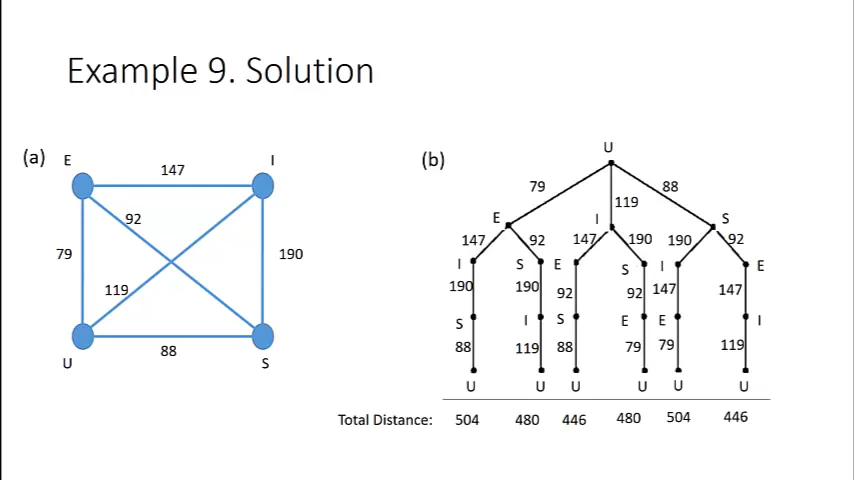 Example 9. Solution
(a)
E
I
147
92
79
190
119
88
U
S
(b)
U
79
88
119
E
I
S
147
92
147
190
190
92
I
S
E
S
I
E
190
190
92
92
147
147
S
I
S
E
E
I
88
119
88
79
79
119
U U U U U U
Total Distance: 504 480 446 480 504 446